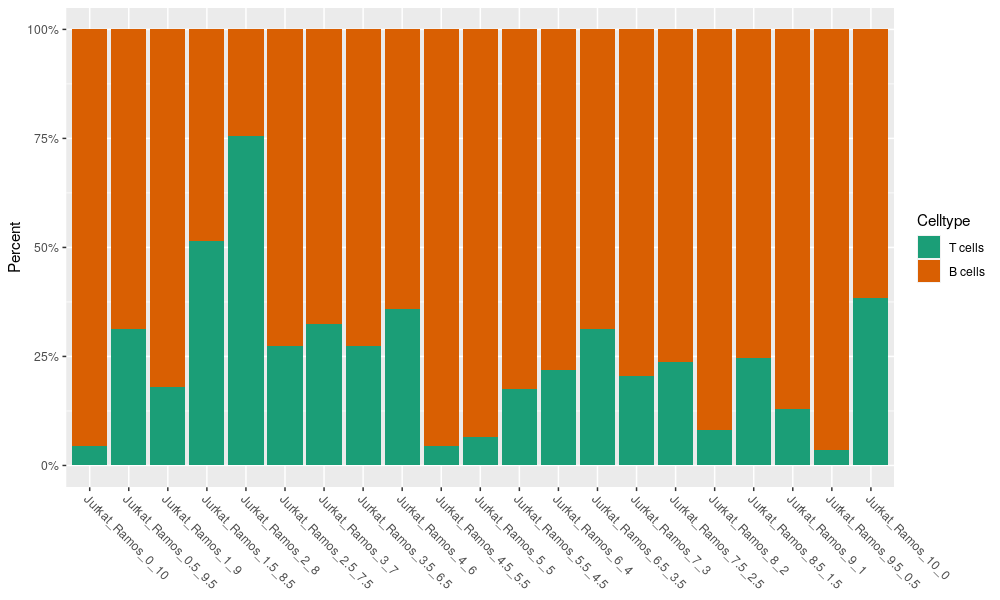 100%
75%
50%
25%
0%
Percent
Celltype
T cells
B cells
Jurkat_Ramos_0_10
Jurkat_Ramos_0.5_9.5
Jurkat_Ramos_1_9
Jurkat_Ramos_1.5_8.5
Jurkat_Ramos_2_8
Jurkat_Ramos_2.5_7.5
Jurkat_Ramos_3_7
Jurkat_Ramos_3.5_6.5
Jurkat_Ramos_4_6
Jurkat_Ramos_4.5_5.5
Jurkat_Ramos_5_5
Jurkat_Ramos_5.5_4.5
Jurkat_Ramos_6_4
Jurkat_Ramos_6.5_3.5
Jurkat_Ramos_7_3
Jurkat_Ramos_7.5_2.5
Jurkat_Ramos_8_2
Jurkat_Ramos_8.5_1.5
Jurkat_Ramos_9_1
Jurkat_Ramos_9.5_0.5
Jurkat_Ramos_10_0